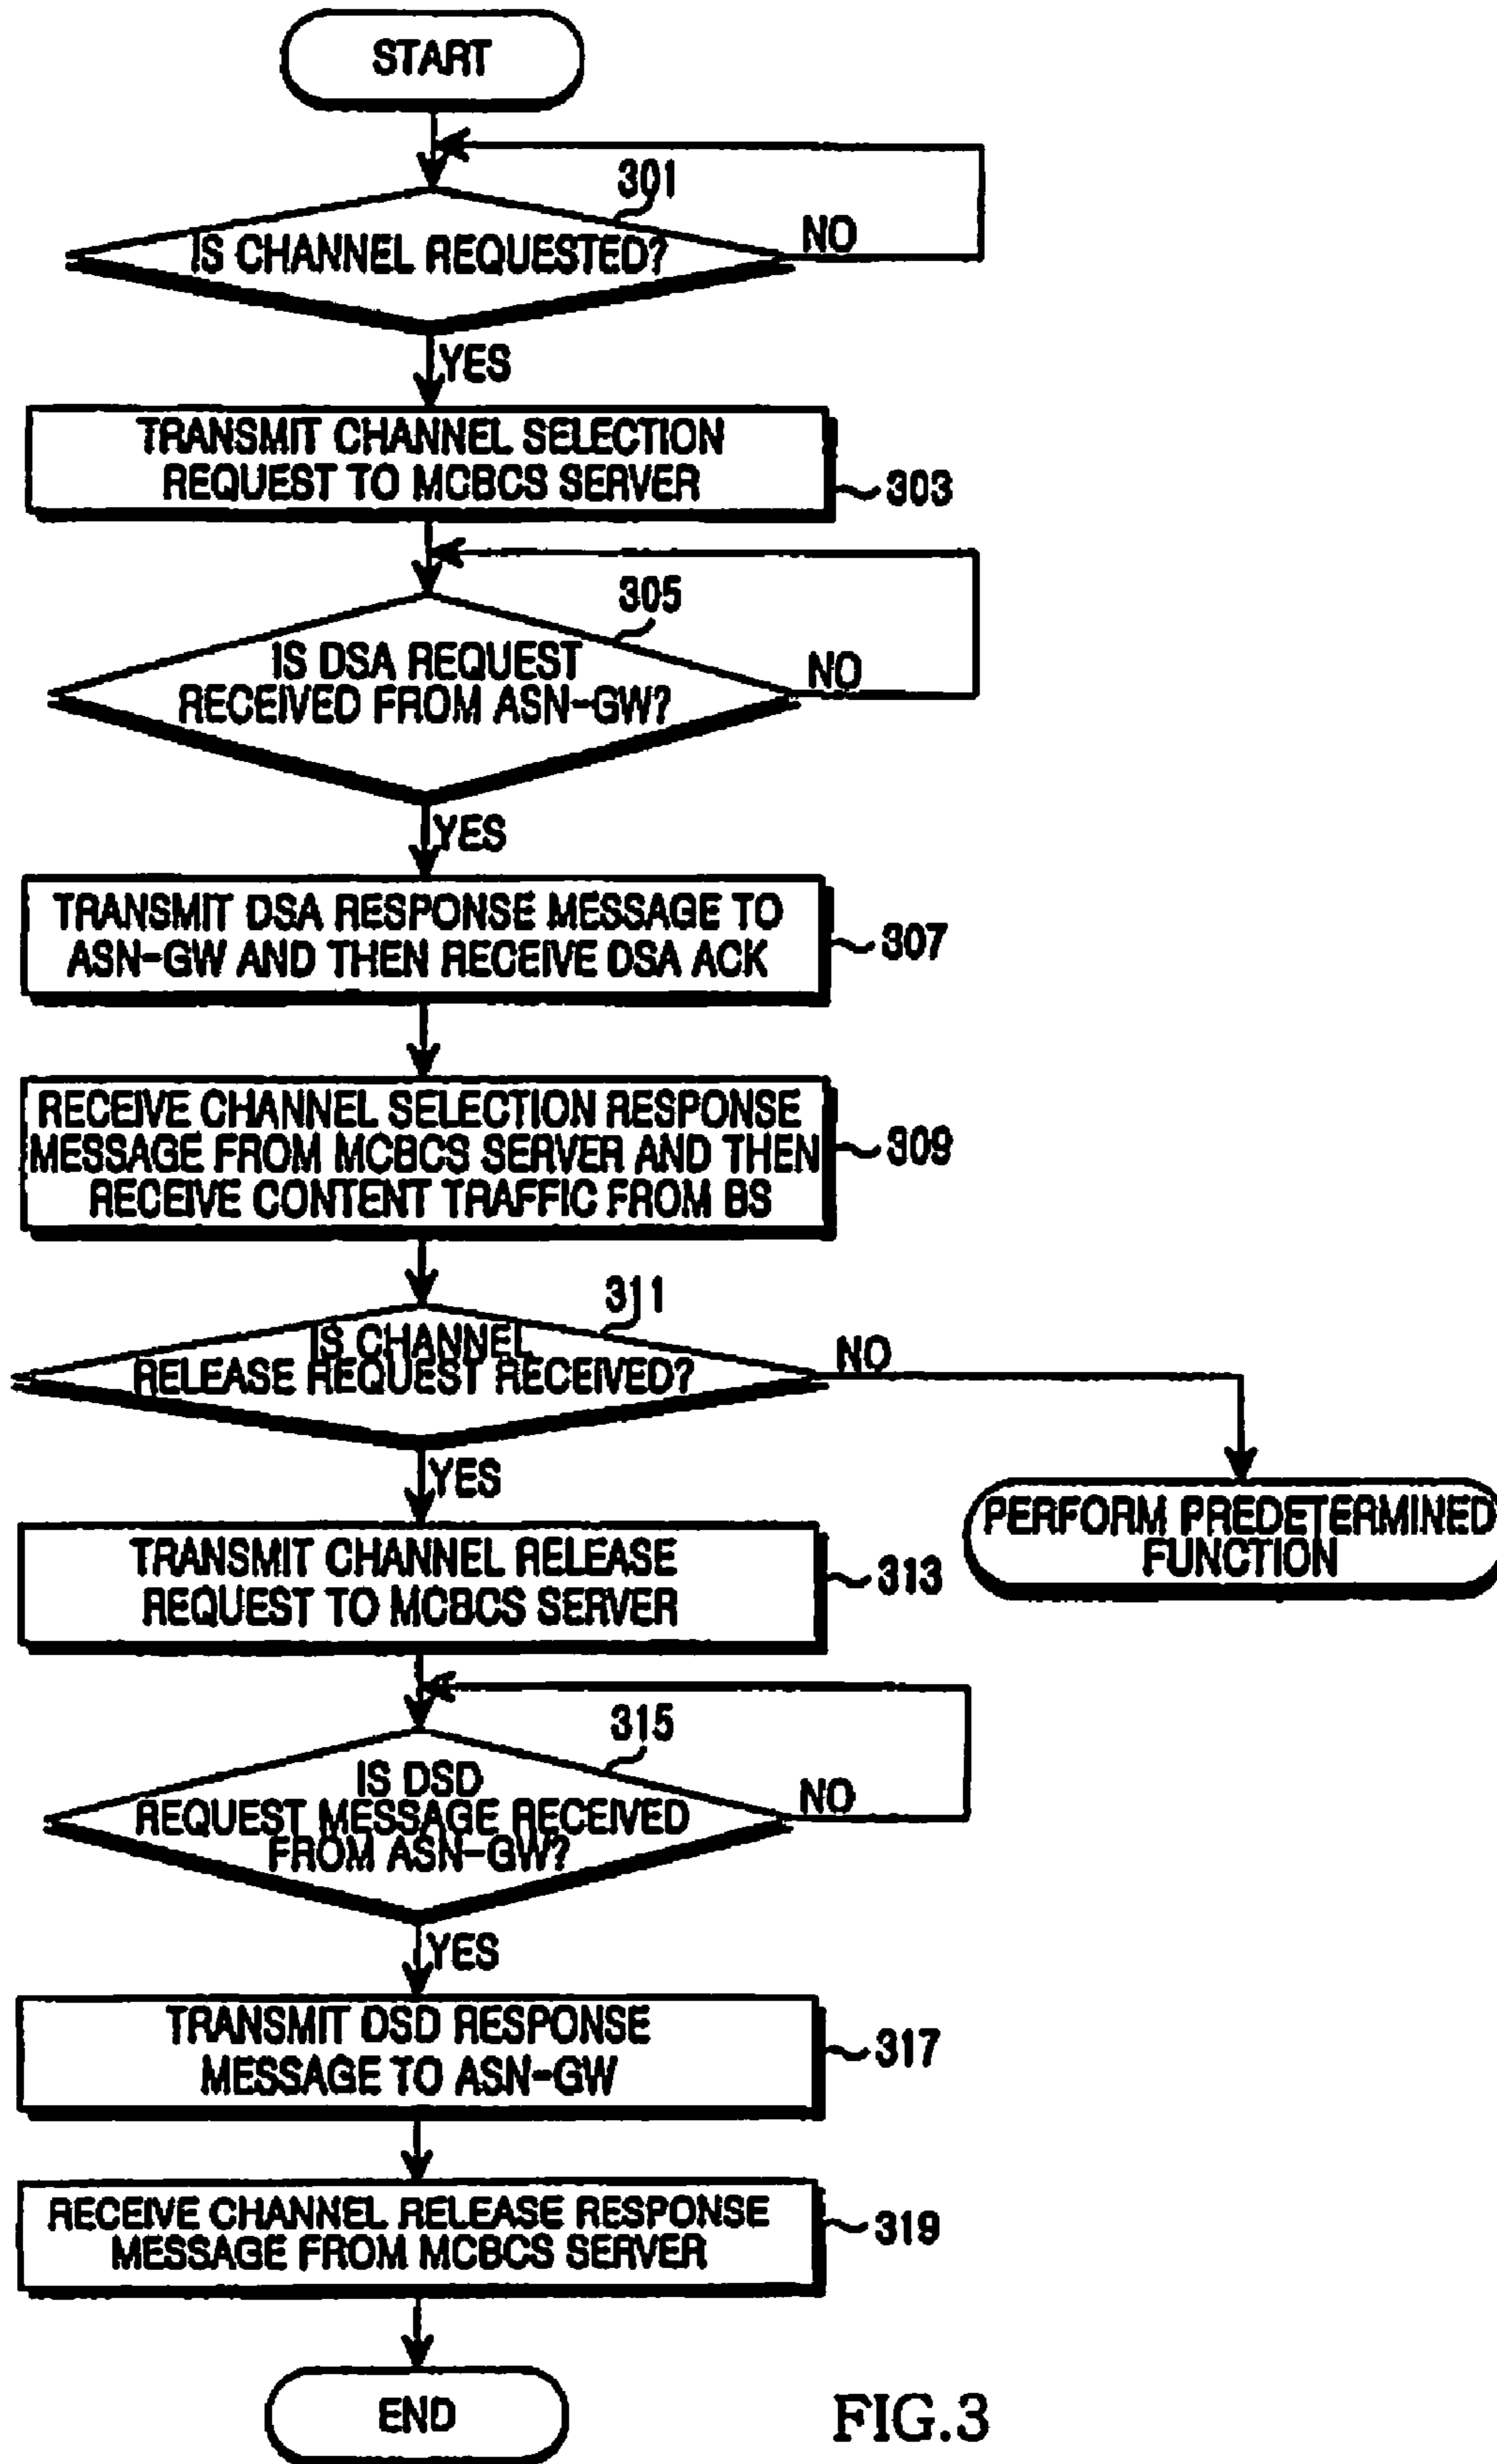 START
301
IS CHANNEL REQUESTED?
NO
YES
TRANSMIT CHANNEL SELECTION
REQUEST TO MCBCS SERVER
303
305
IS DSA REQUEST
RECEIVED FROM ASN-GW?
NO
YES
TRANSMIT DSA RESPONSE MESSAGE TO
ASN-GW AND THEN RECEIVE DSA ACK
307
RECEIVE CHANNEL SELECTION RESPONSE
MESSAGE FROM MCBCS SERVER AND THEN
RECEIVE CONTENT TRAFFIC FROM BS
309
311
IS CHANNEL
RELEASE REQUEST RECEIVED?
NO
YES
PERFORM PREDETERMINED
FUNCTION
TRANSMIT CHANNEL RELEASE
REQUEST TO MCBCS SERVER
313
315
IS DSD
REQUEST MESSAGE RECEIVED
FROM ASN-GW?
NO
YES
TRANSMIT DSD RESPONSE
MESSAGE TO ASN-GW
317
RECEIVE CHANNEL RELEASE RESPONSE
MESSAGE FROM MCBCS SERVER
319
END
FIG.3